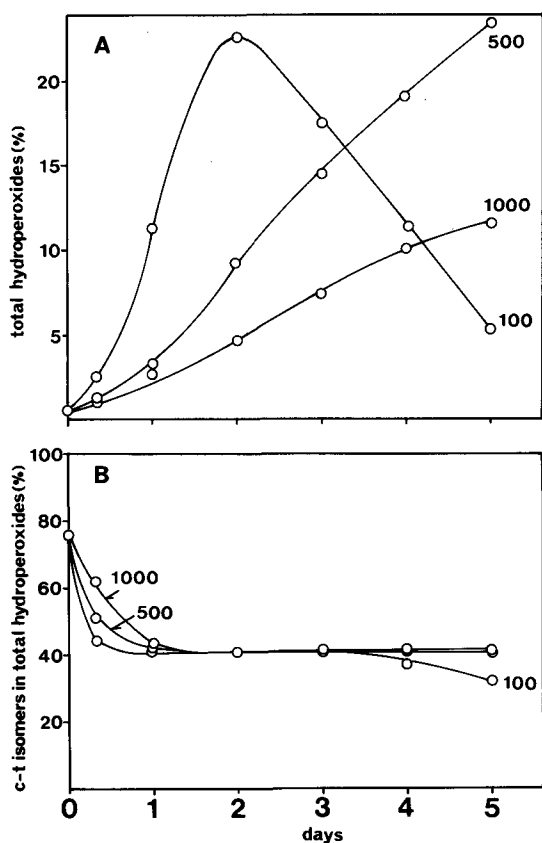 A
total hydroperoxides (%)
20
15
10
5
500
1000
100
B
c-t isomers in total hydroperoxides (%)
100
80
60
40
20
1000
500
100
0 1 2 3 4 5
days